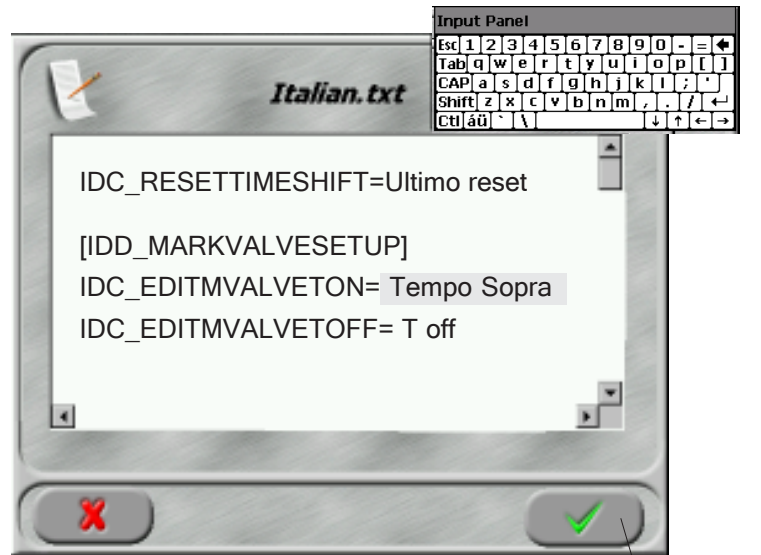 Input Panel
Esc 1 2 3 4 5 6 7 8 9 0 - =
Tab q w e r t y u i o p [ ]
CAP a s d f g h j k l ; '
Shift z x c v b n m , . /
Ctl áü ` \
Italian.txt
IDC_RESETTIMESHIFT=Ultimo reset
[IDD_MARKVALVESETUP]
IDC_EDITMVALVETON= Tempo Sopra
IDC_EDITMVALVETOFF= T off